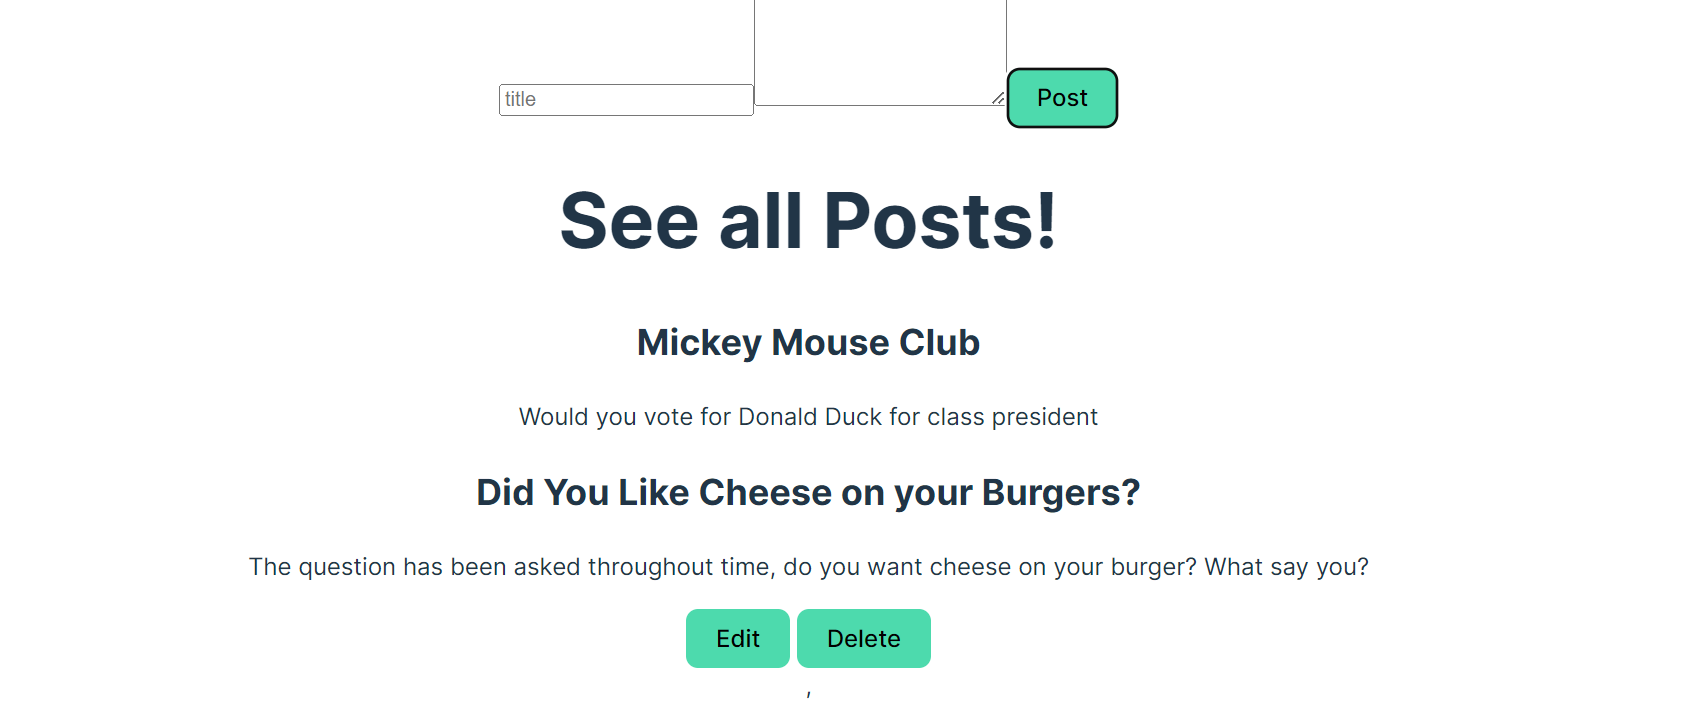 title
Post
See all Posts!
Mickey Mouse Club
Would you vote for Donald Duck for class president
Did You Like Cheese on your Burgers?
The question has been asked throughout time, do you want cheese on your burger? What say you?
Edit Delete
,